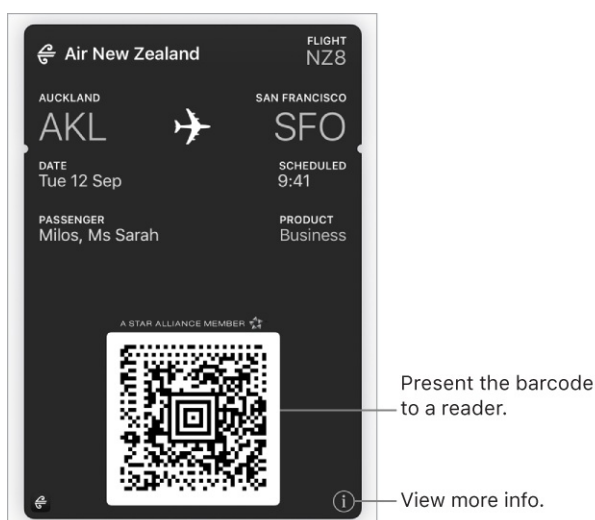 Air New Zealand
FLIGHT
NZ8
AUCKLAND
SAN FRANCISCO
AKL
SFO
DATE
SCHEDULED
Tue 12 Sep
9:41
PASSENGER
PRODUCT
Milos, Ms Sarah
Business
A STAR ALLIANCE MEMBER
Present the barcode
to a reader.
i
View more info.